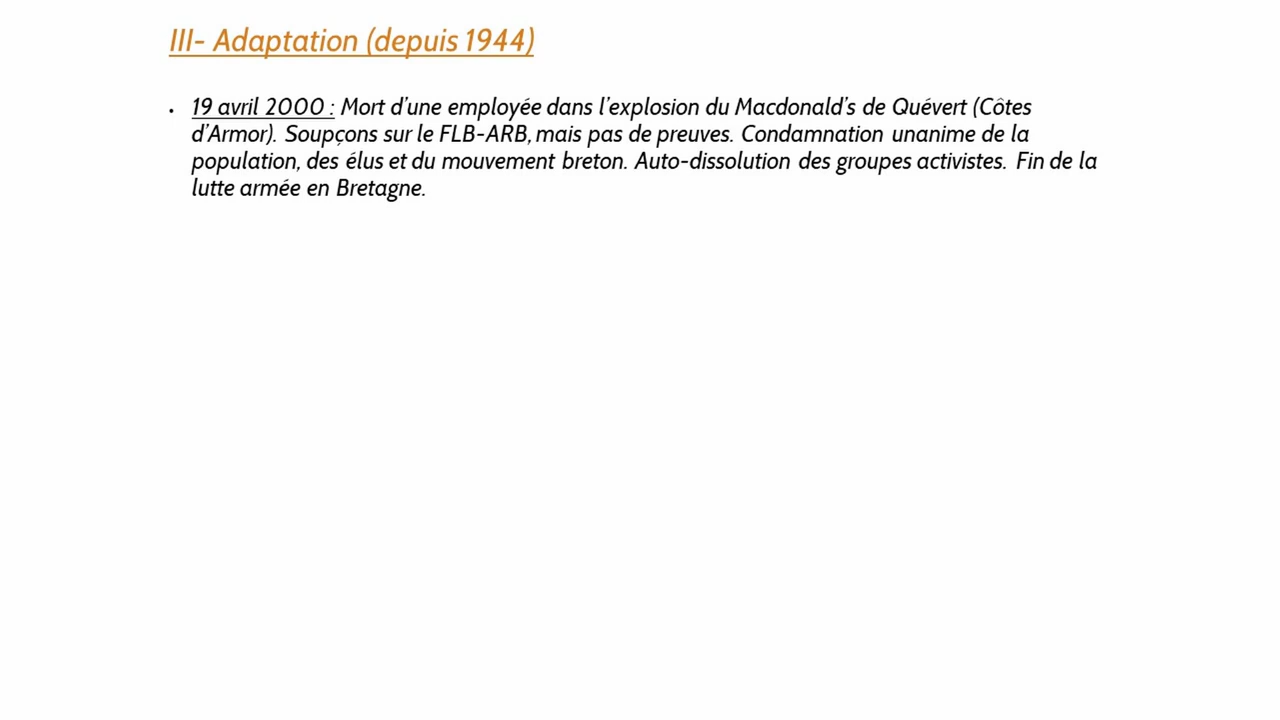 III- Adaptation (depuis 1944)
• 19 avril 2000 : Mort d’une employée dans l’explosion du Macdonald’s de Quévert (Côtes
d’Armor). Soupçons sur le FLB-ARB, mais pas de preuves. Condamnation unanime de la
population, des élus et du mouvement breton. Auto-dissolution des groupes activistes. Fin de la
lutte armée en Bretagne.